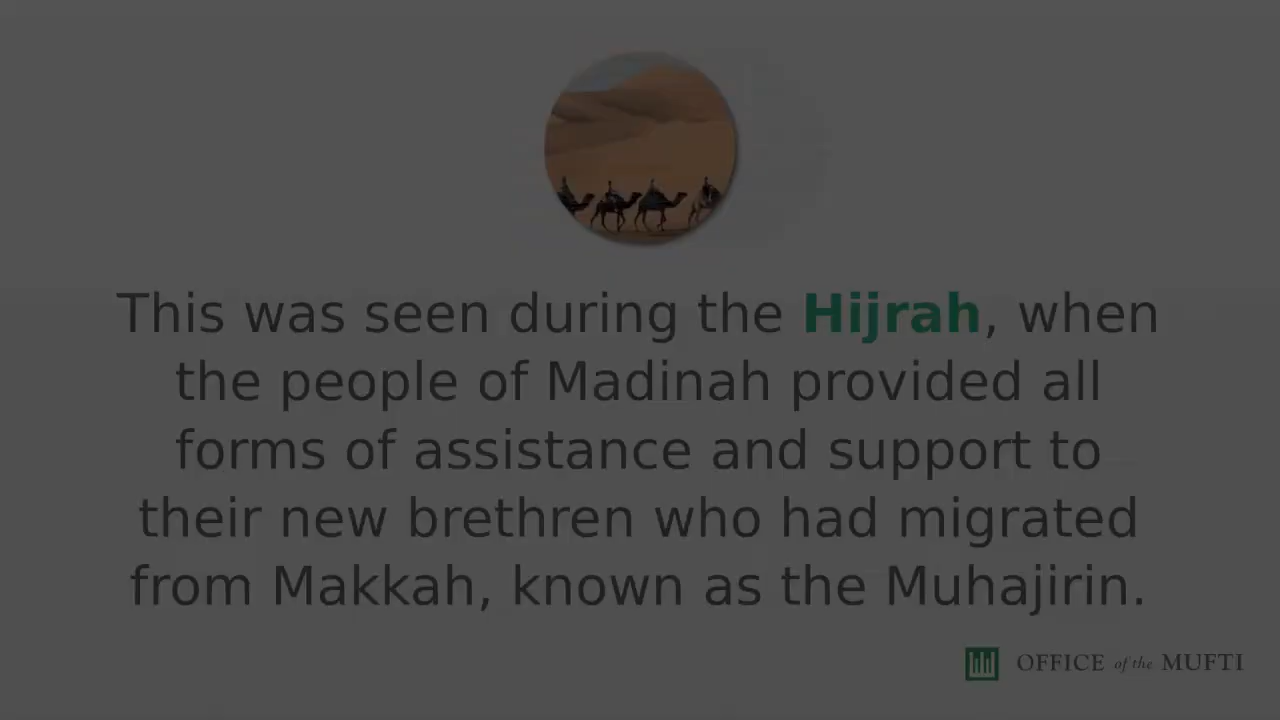 This was seen during the Hijrah, when
the people of Madinah provided all
forms of assistance and support to
their new brethren who had migrated
from Makkah, known as the Muhajirin.
OFFICE of the MUFTI